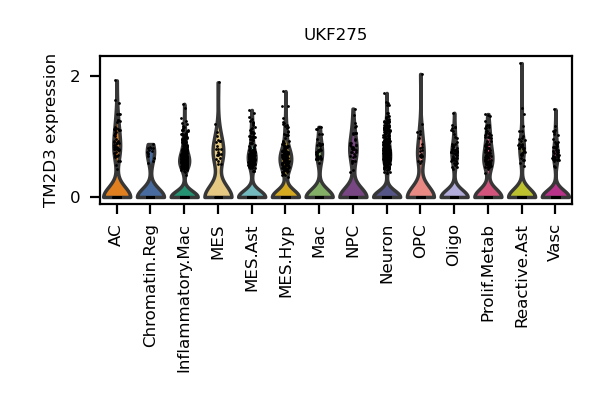 UKF275
TM2D3 expression
2
0
AC
Chromatin.Reg
Inflammatory.Mac
MES
MES.Ast
MES.Hyp
Mac
NPC
Neuron
OPC
Oligo
Prolif.Metab
Reactive.Ast
Vasc